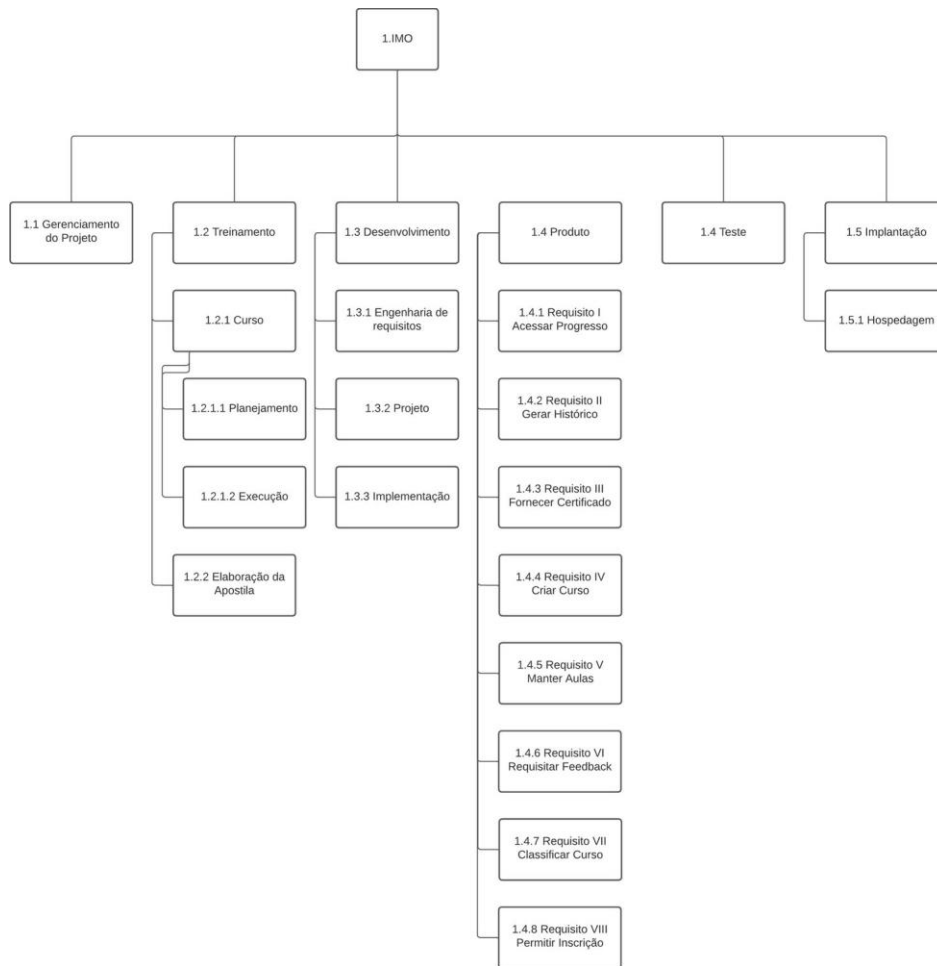 1.IMO
1.1 Gerenciamento
do Projeto
1.2 Treinamento
1.3 Desenvolvimento
1.4 Produto
1.4 Teste
1.5 Implantação
1.2.1 Curso
1.3.1 Engenharia de
requisitos
1.4.1 Requisito I
Acessar Progresso
1.5.1 Hospedagem
1.2.1.1 Planejamento
1.3.2 Projeto
1.4.2 Requisito II
Gerar Histórico
1.2.1.2 Execução
1.3.3 Implementação
1.4.3 Requisito III
Fornecer Certificado
1.2.2 Elaboração da
Apostila
1.4.4 Requisito IV
Criar Curso
1.4.5 Requisito V
Manter Aulas
1.4.6 Requisito VI
Requisitar Feedback
1.4.7 Requisito VII
Classificar Curso
1.4.8 Requisito VIII
Permitir Inscrição